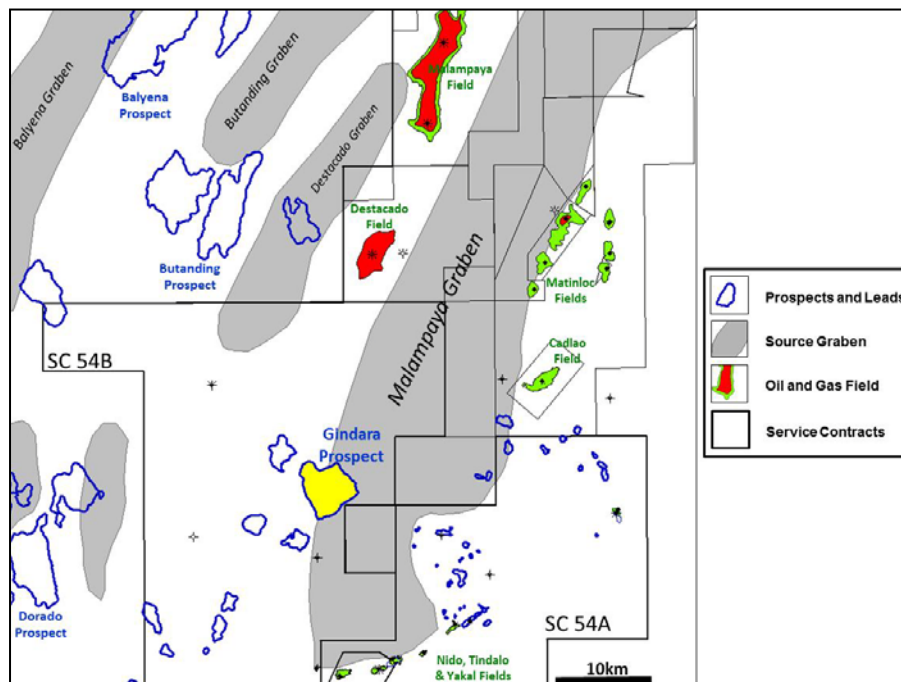 Malampaya
Field
Balyena
Prospect
Balyena Graben
Butanding Graben
Destacado Graben
Destacado
Field
Butanding
Prospect
Malampaya Graben
Matinloc
Fields
Cadlao
Field
SC 54B
Gindara
Prospect
Dorado
Prospect
SC 54A
Nido, Tindalo
& Yakal Fields
10km
Prospects and Leads
Source Graben
Oil and Gas Field
Service Contracts